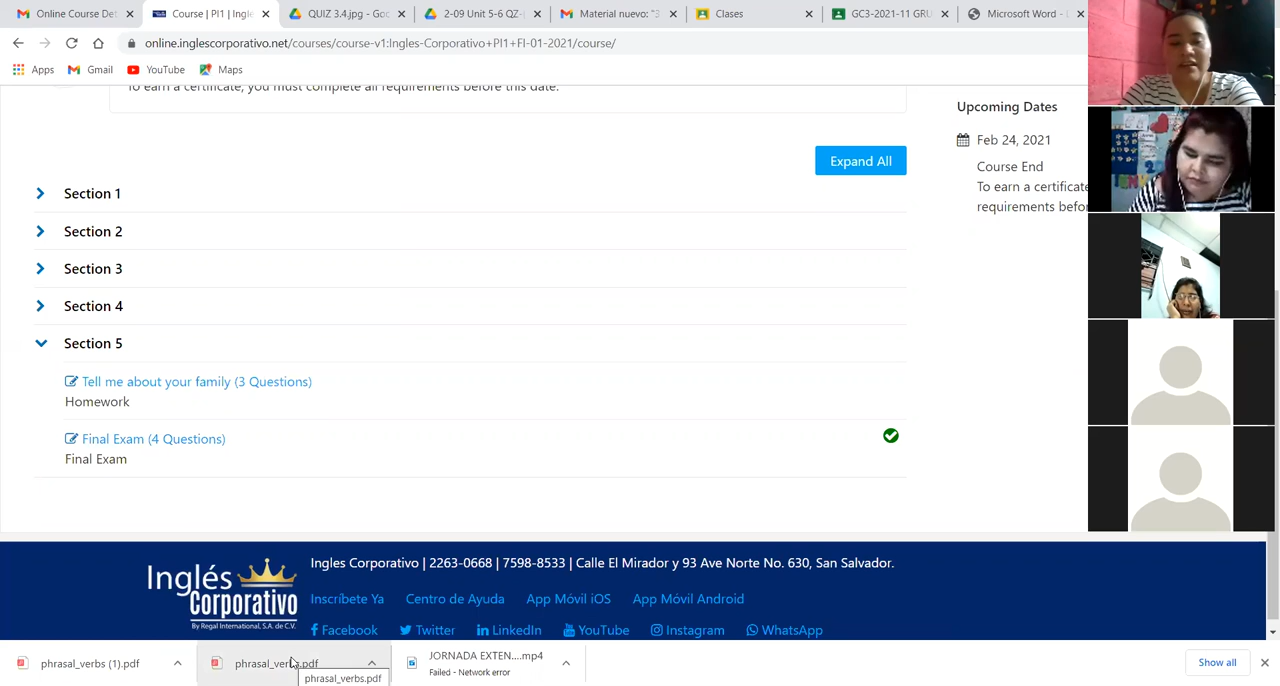 Online Course Det
Course | PI1 | Ingle
QUIZ 3.4.jpg - Goo
2-09 Unit 5-6 QZ-
Material nuevo: "3
Clases
GC3-2021-11 GRU
Microsoft Word - L
online.inglescorporativo.net/courses/course-v1:Ingles-Corporativo+PI1+FI-01-2021/course/
Apps
Gmail
YouTube
Maps
To earn a certificate, you must complete all requirements before this date.
Expand All
Section 1
Section 2
Section 3
Section 4
Section 5
Tell me about your family (3 Questions)
Homework
Final Exam (4 Questions)
Final Exam
Upcoming Dates
Feb 24, 2021
Course End
To earn a certificate
requirements befor
Inglés
Corporativo
By Regal International, S.A. de C.V.
Ingles Corporativo | 2263-0668 | 7598-8533 | Calle El Mirador y 93 Ave Norte No. 630, San Salvador.
Inscríbete Ya
Centro de Ayuda
App Móvil iOS
App Móvil Android
Facebook
Twitter
LinkedIn
YouTube
Instagram
WhatsApp
phrasal_verbs (1).pdf
phrasal_verbs.pdf
phrasal_verbs.pdf
JORNADA EXTEN....mp4
Failed - Network error
Show all